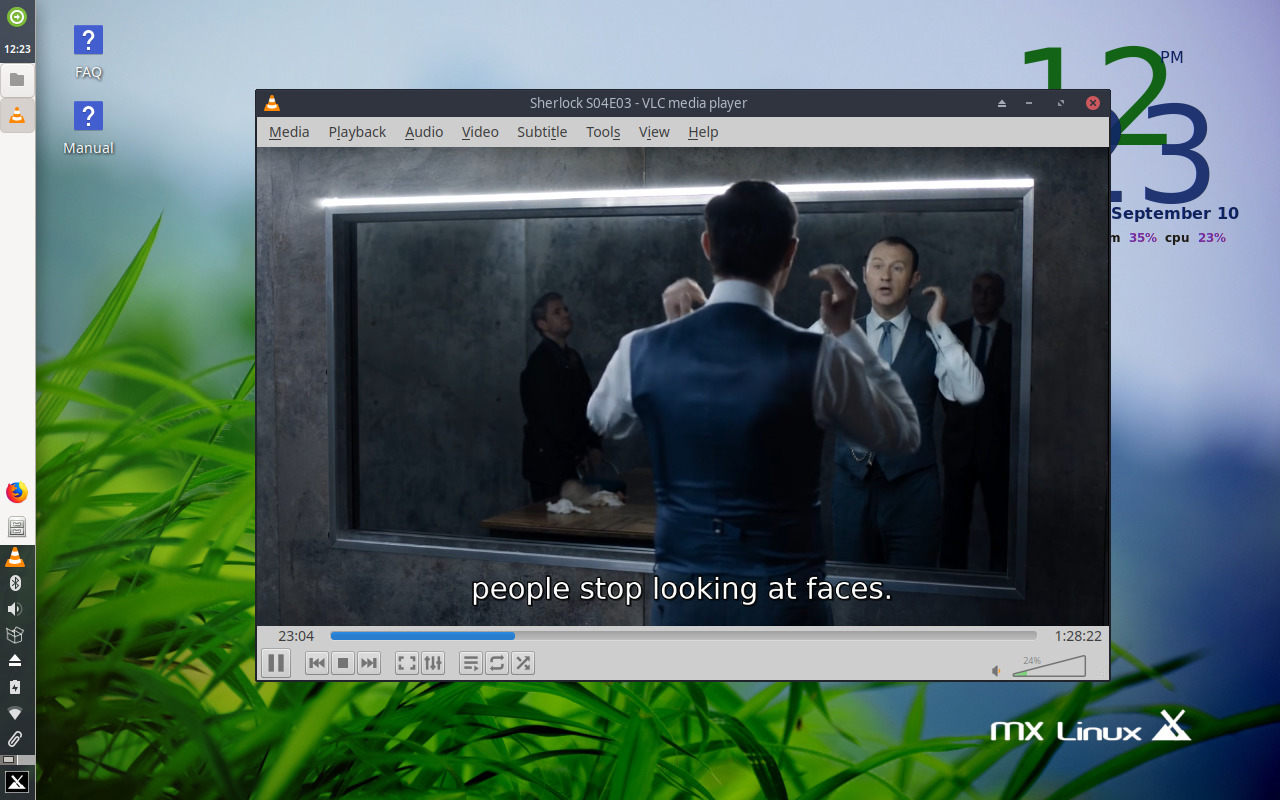 12:23
FAQ
Manual
12
PM
23
September 10
35% cpu 23%
Sherlock S04E03 - VLC media player
Media Playback Audio Video Subtitle Tools View Help
people stop looking at faces.
23:04
1:28:22
24%
mx Linux